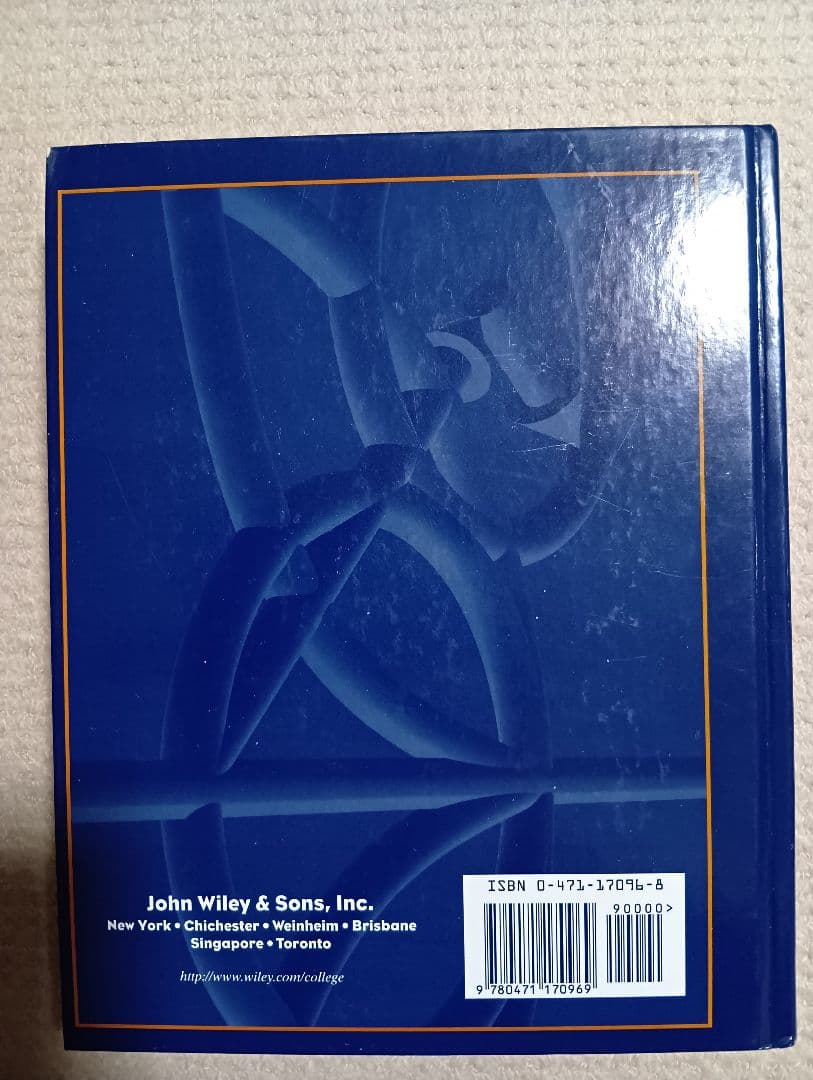 John Wiley & Sons, Inc.
New York • Chichester • Weinheim • Brisbane
Singapore • Toronto
http://www.wiley.com/college
ISBN 0-471-17096-8
90000>
9 780471 170969